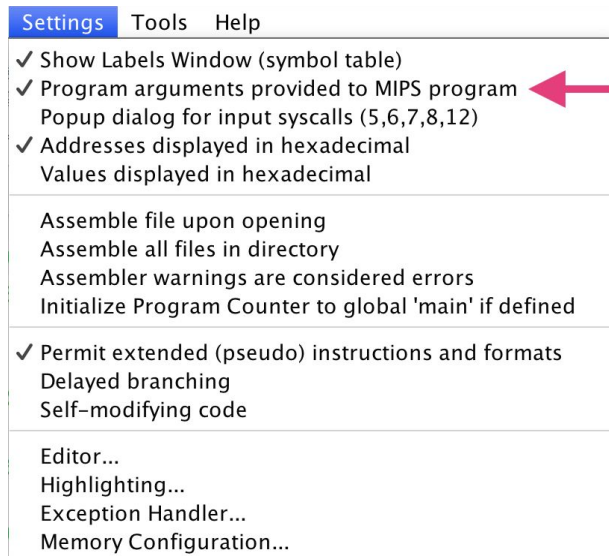 Settings Tools Help
✓ Show Labels Window (symbol table)
✓ Program arguments provided to MIPS program
Popup dialog for input syscalls (5,6,7,8,12)
✓ Addresses displayed in hexadecimal
Values displayed in hexadecimal
Assemble file upon opening
Assemble all files in directory
Assembler warnings are considered errors
Initialize Program Counter to global 'main' if defined
✓ Permit extended (pseudo) instructions and formats
Delayed branching
Self-modifying code
Editor...
Highlighting...
Exception Handler...
Memory Configuration...